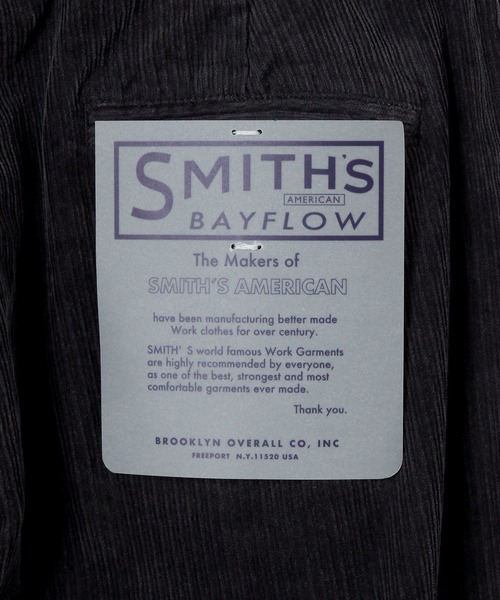 SMITH'S
AMERICAN
BAYFLOW
The Makers of
SMITH'S AMERICAN
have been manufacturing better made
Work clothes for over century.
SMITH' S world famous Work Garments
are highly recommended by everyone,
as one of the best, strongest and most
comfortable garments ever made.
Thank you.
BROOKLYN OVERALL CO, INC
FREEPORT N.Y.11520 USA